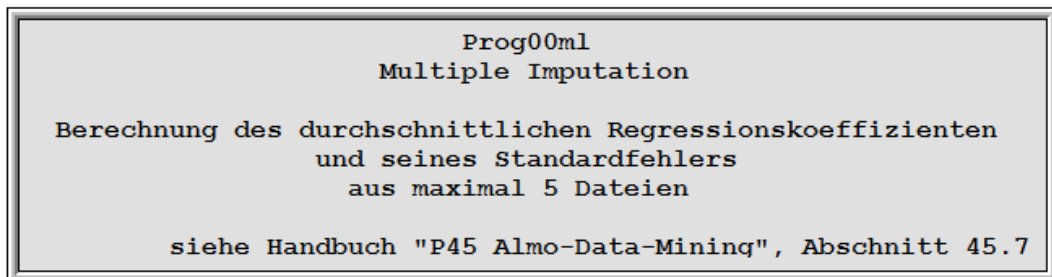 Prog00ml
Multiple Imputation
Berechnung des durchschnittlichen Regressionskoeffizienten
und seines Standardfehlers
aus maximal 5 Dateien
siehe Handbuch "P45 Almo-Data-Mining", Abschnitt 45.7